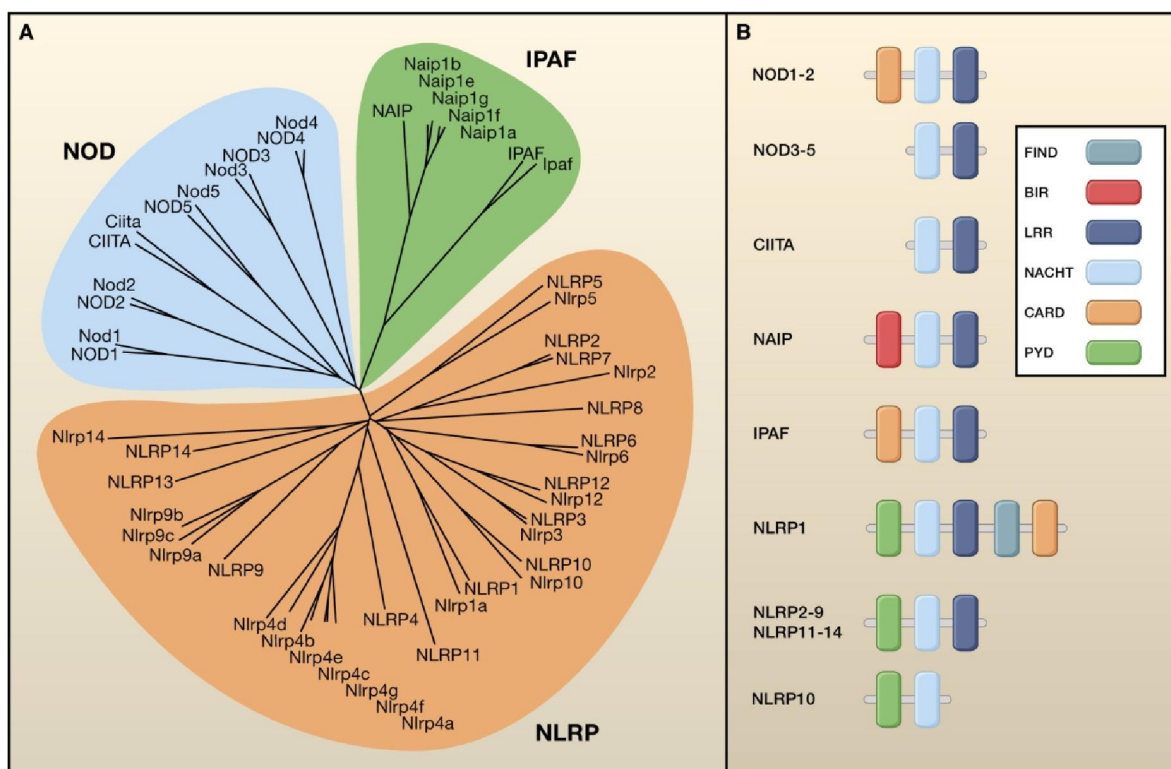 A
IPAF
Naip1b
Naip1e
Naip1g
NAIP
Naip1f
Naip1a
IPAF
Ipaf
NOD
Nod4
NOD4
NOD3
Nod3
Nod5
NOD5
Ciita
CIITA
Nod2
NOD2
Nod1
NOD1
NLRP5
Nlrp5
NLRP2
NLRP7
Nlrp2
NLRP8
NLRP6
Nlrp6
NLRP12
Nlrp12
NLRP3
Nlrp3
NLRP10
Nlrp10
NLRP1
Nlrp1a
NLRP11
NLRP4
Nlrp14
NLRP14
NLRP13
Nlrp9b
Nlrp9c
Nlrp9a
NLRP9
Nlrp4d
Nlrp4b
Nlrp4e
Nlrp4c
Nlrp4g
Nlrp4f
Nlrp4a
NLRP
B
NOD1-2
NOD3-5
CIITA
NAIP
IPAF
NLRP1
NLRP2-9
NLRP11-14
NLRP10
FIND
BIR
LRR
NACHT
CARD
PYD